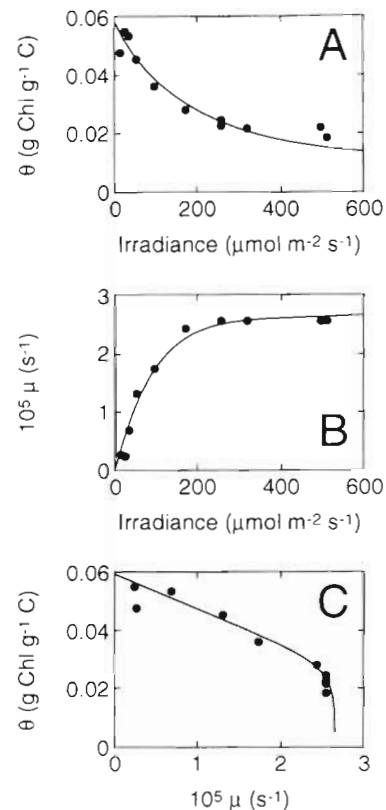 A
θ (g Chl g-1 C)
0.06
0.04
0.02
0
0 200 400 600
Irradiance (μmol m-2 s-1)
B
10⁵ μ (s-1)
3
2
1
0
0 200 400 600
Irradiance (μmol m-2 s-1)
C
θ (g Chl g-1 C)
0.06
0.04
0.02
0
0 1 2 3
10⁵ μ (s-1)